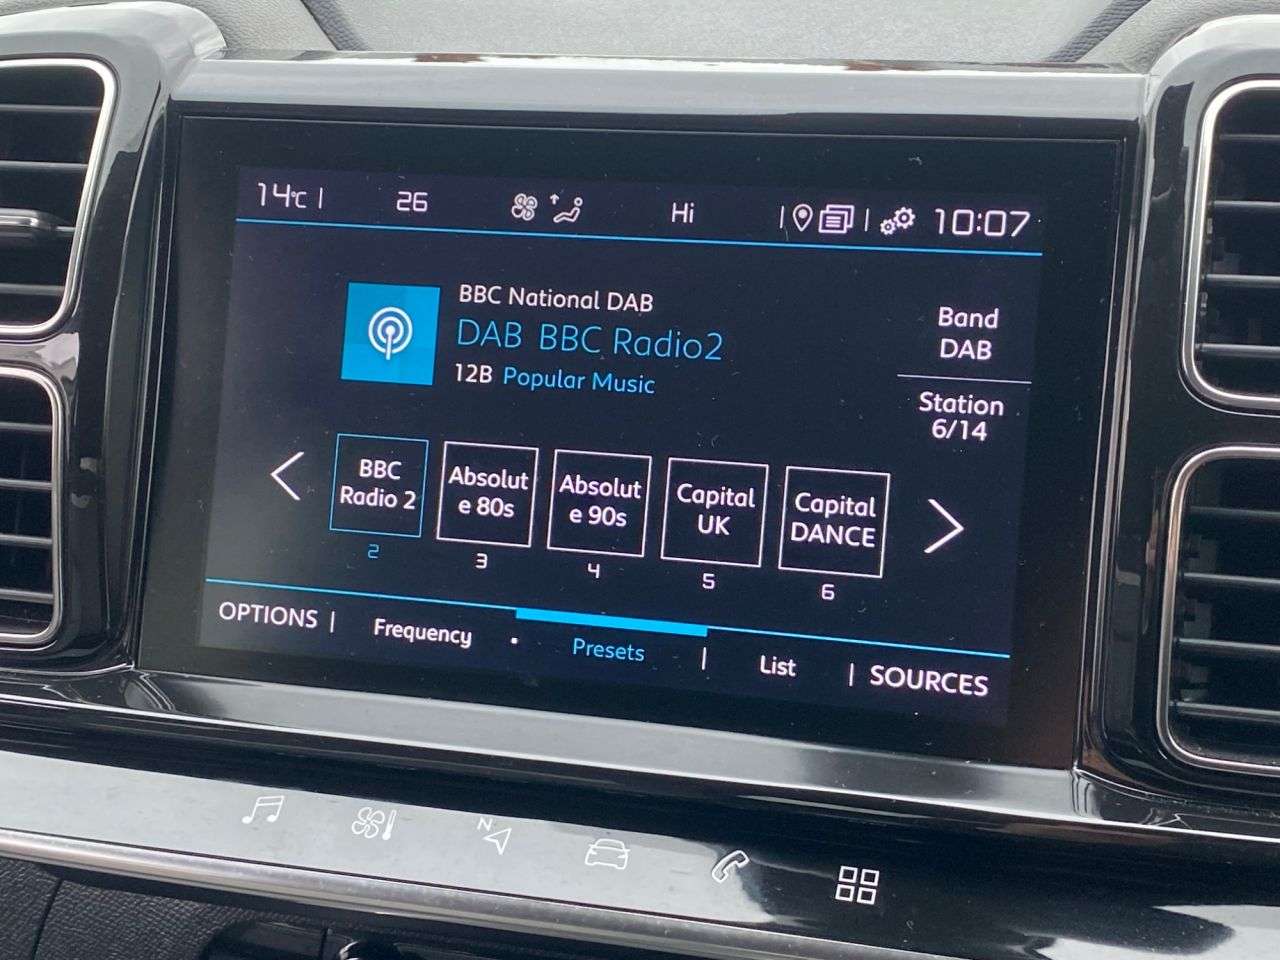 14°C | 26 Hi | | 10:07
BBC National DAB
DAB BBC Radio2
12B Popular Music
Band
DAB
Station
6/14
BBC
Radio 2
2
Absolut
e 80s
3
Absolut
e 90s
4
Capital
UK
5
Capital
DANCE
6
OPTIONS | Frequency · Presets | List | SOURCES
N